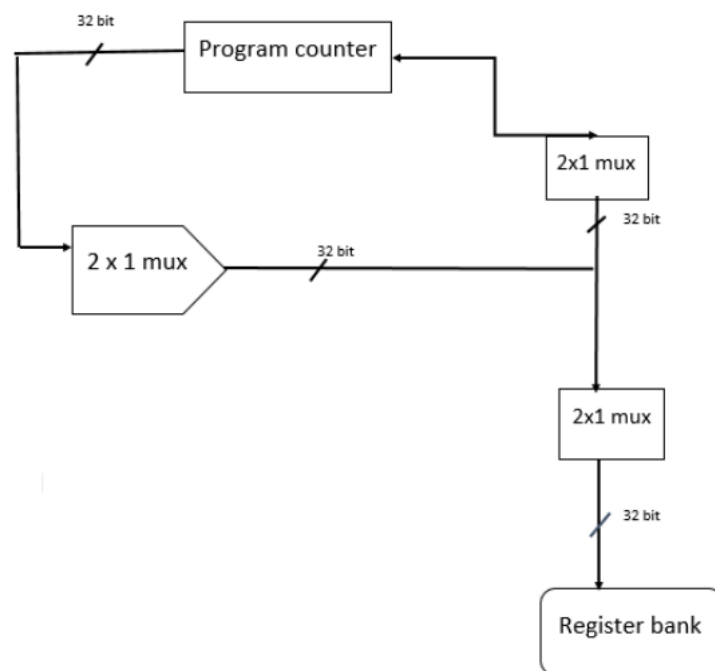 32 bit
Program counter
2x1 mux
32 bit
2 x 1 mux
32 bit
2x1 mux
32 bit
Register bank